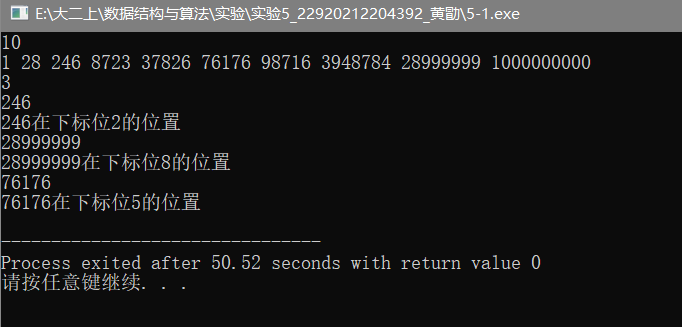 E:\大二上\数据结构与算法\实验\实验5_22920212204392_黄勖\5-1.exe
10
1 28 246 8723 37826 76176 98716 3948784 28999999 1000000000
3
246
246在下标位2的位置
28999999
28999999在下标位8的位置
76176
76176在下标位5的位置
--------------------------------
Process exited after 50.52 seconds with return value 0
请按任意键继续. . .